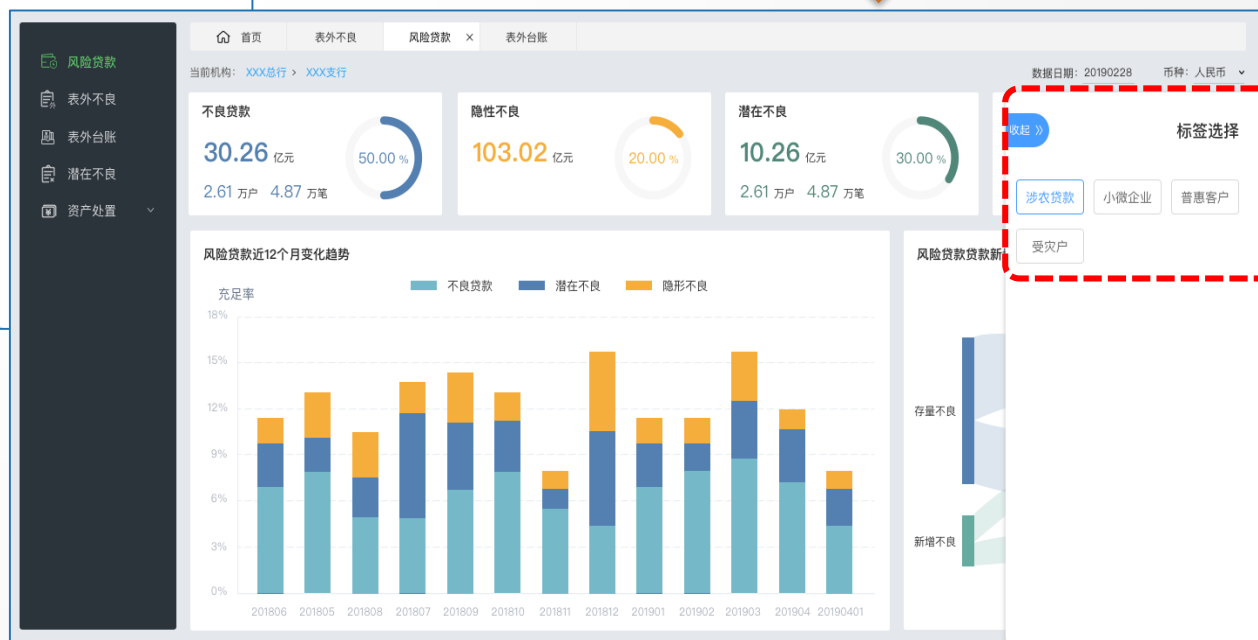 首页
表外不良
风险贷款 ×
表外台账
风险贷款
表外不良
表外台账
潜在不良
资产处置
当前机构： XXX总行 > XXX支行
数据日期：20190228
币种：人民币
不良贷款
30.26 亿元
2.61 万户 4.87 万笔
50.00 %
隐性不良
103.02 亿元
20.00 %
潜在不良
10.26 亿元
2.61 万户 4.87 万笔
30.00 %
收起 》
标签选择
涉农贷款
小微企业
普惠客户
受灾户
风险贷款近12个月变化趋势
充足率
不良贷款
潜在不良
隐形不良
18%
15%
12%
9%
6%
3%
0%
201806 201805 201808 201807 201809 201810 201811 201812 201901 201902 201903 201904 20190401
风险贷款贷款新
存量不良
新增不良